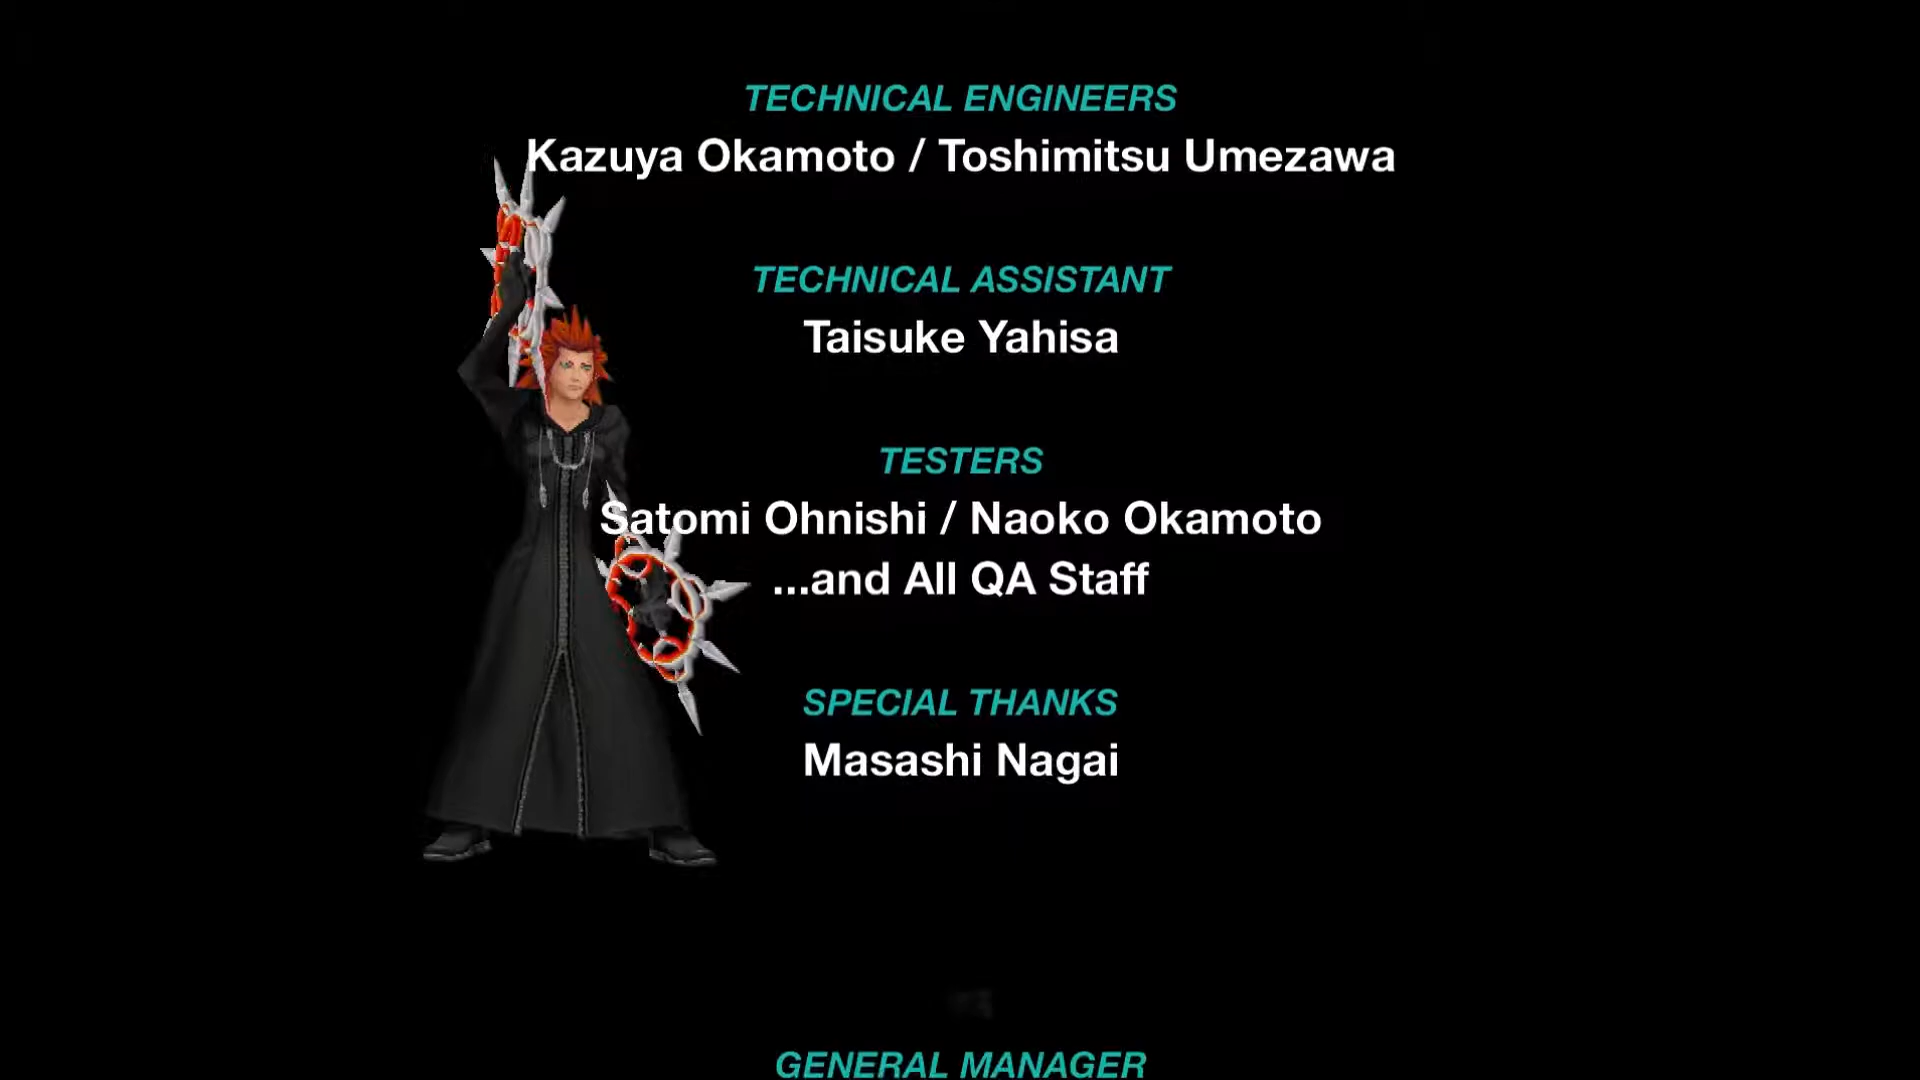 TECHNICAL ENGINEERS
Kazuya Okamoto / Toshimitsu Umezawa
TECHNICAL ASSISTANT
Taisuke Yahisa
TESTERS
Satomi Ohnishi / Naoko Okamoto
...and All QA Staff
SPECIAL THANKS
Masashi Nagai
GENERAL MANAGER